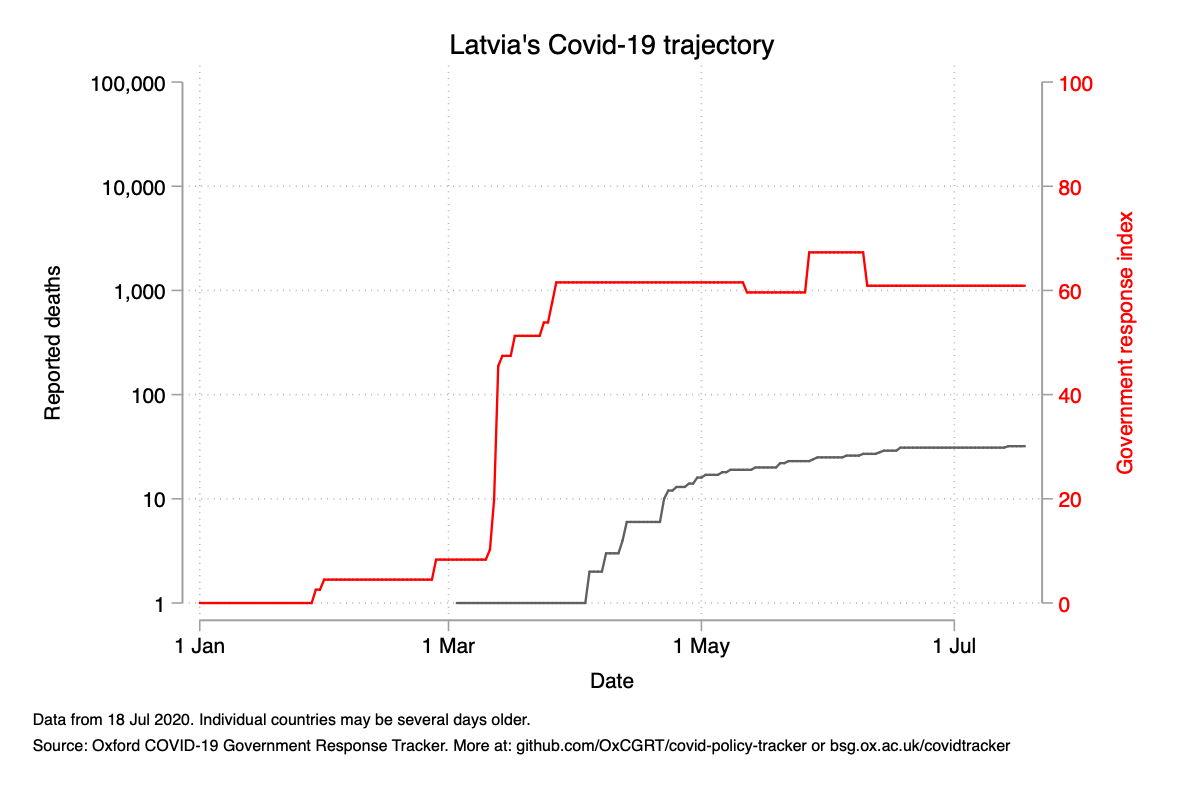 Latvia's Covid-19 trajectory
100,000
10,000
1,000
100
10
1
Reported deaths
100
80
60
40
20
0
Government response index
1 Jan
1 Mar
1 May
1 Jul
Date
Data from 18 Jul 2020. Individual countries may be several days older.
Source: Oxford COVID-19 Government Response Tracker. More at: github.com/OxCGRT/covid-policy-tracker or bsg.ox.ac.uk/covidtracker